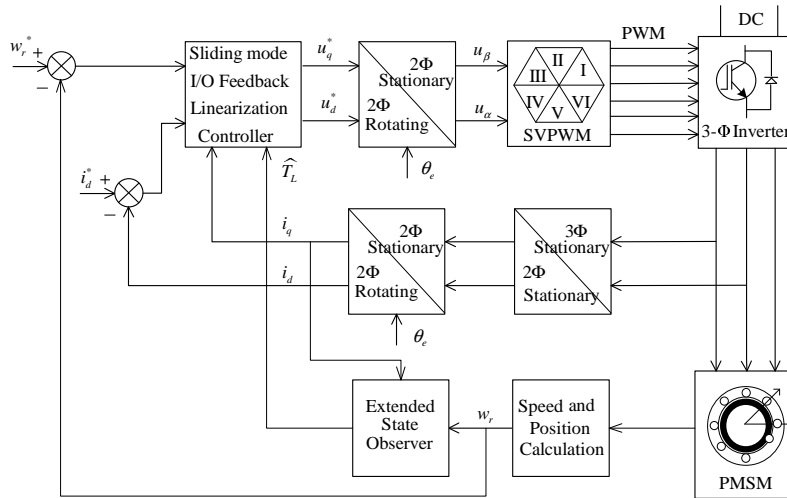 DC
PWM
w_r^* +
−
Sliding mode
I/O Feedback
Linearization
Controller
u_q^*
u_d^*
2Φ
Stationary
2Φ
Rotating
θ_e
u_β
u_α
II
III I
IV VI
V
SVPWM
3-Φ Inverter
T̂_L
i_d^* +
−
i_q
i_d
2Φ
Stationary
2Φ
Rotating
θ_e
3Φ
Stationary
2Φ
Stationary
Extended
State
Observer
w_r
Speed and
Position
Calculation
PMSM